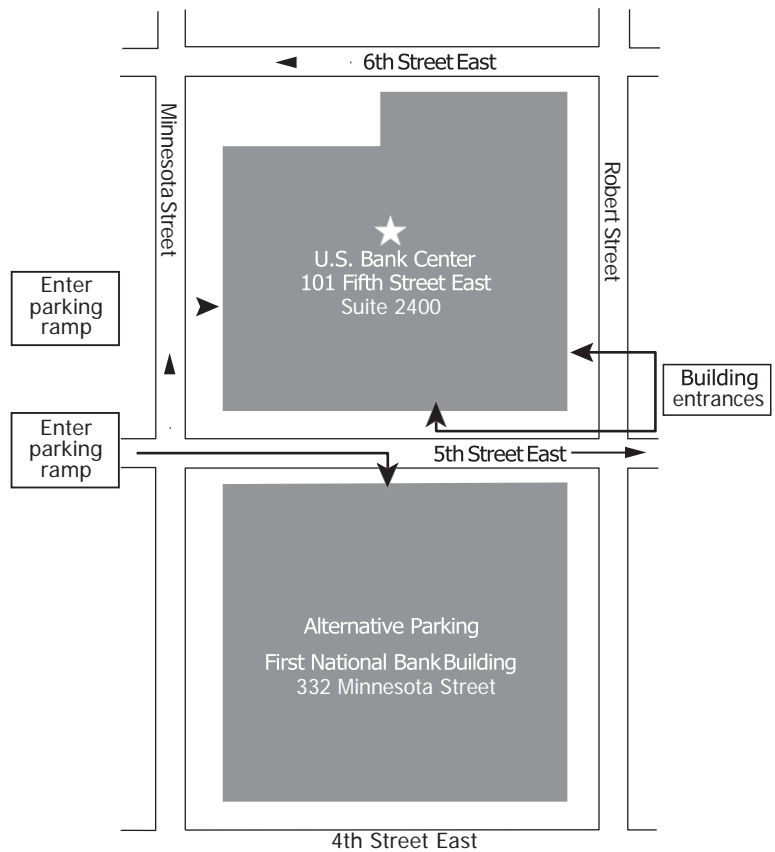 6th Street East
Minnesota Street
Robert Street
U.S. Bank Center
101 Fifth Street East
Suite 2400
Enter
parking
ramp
Building
entrances
Enter
parking
ramp
5th Street East
Alternative Parking
First National Bank Building
332 Minnesota Street
4th Street East